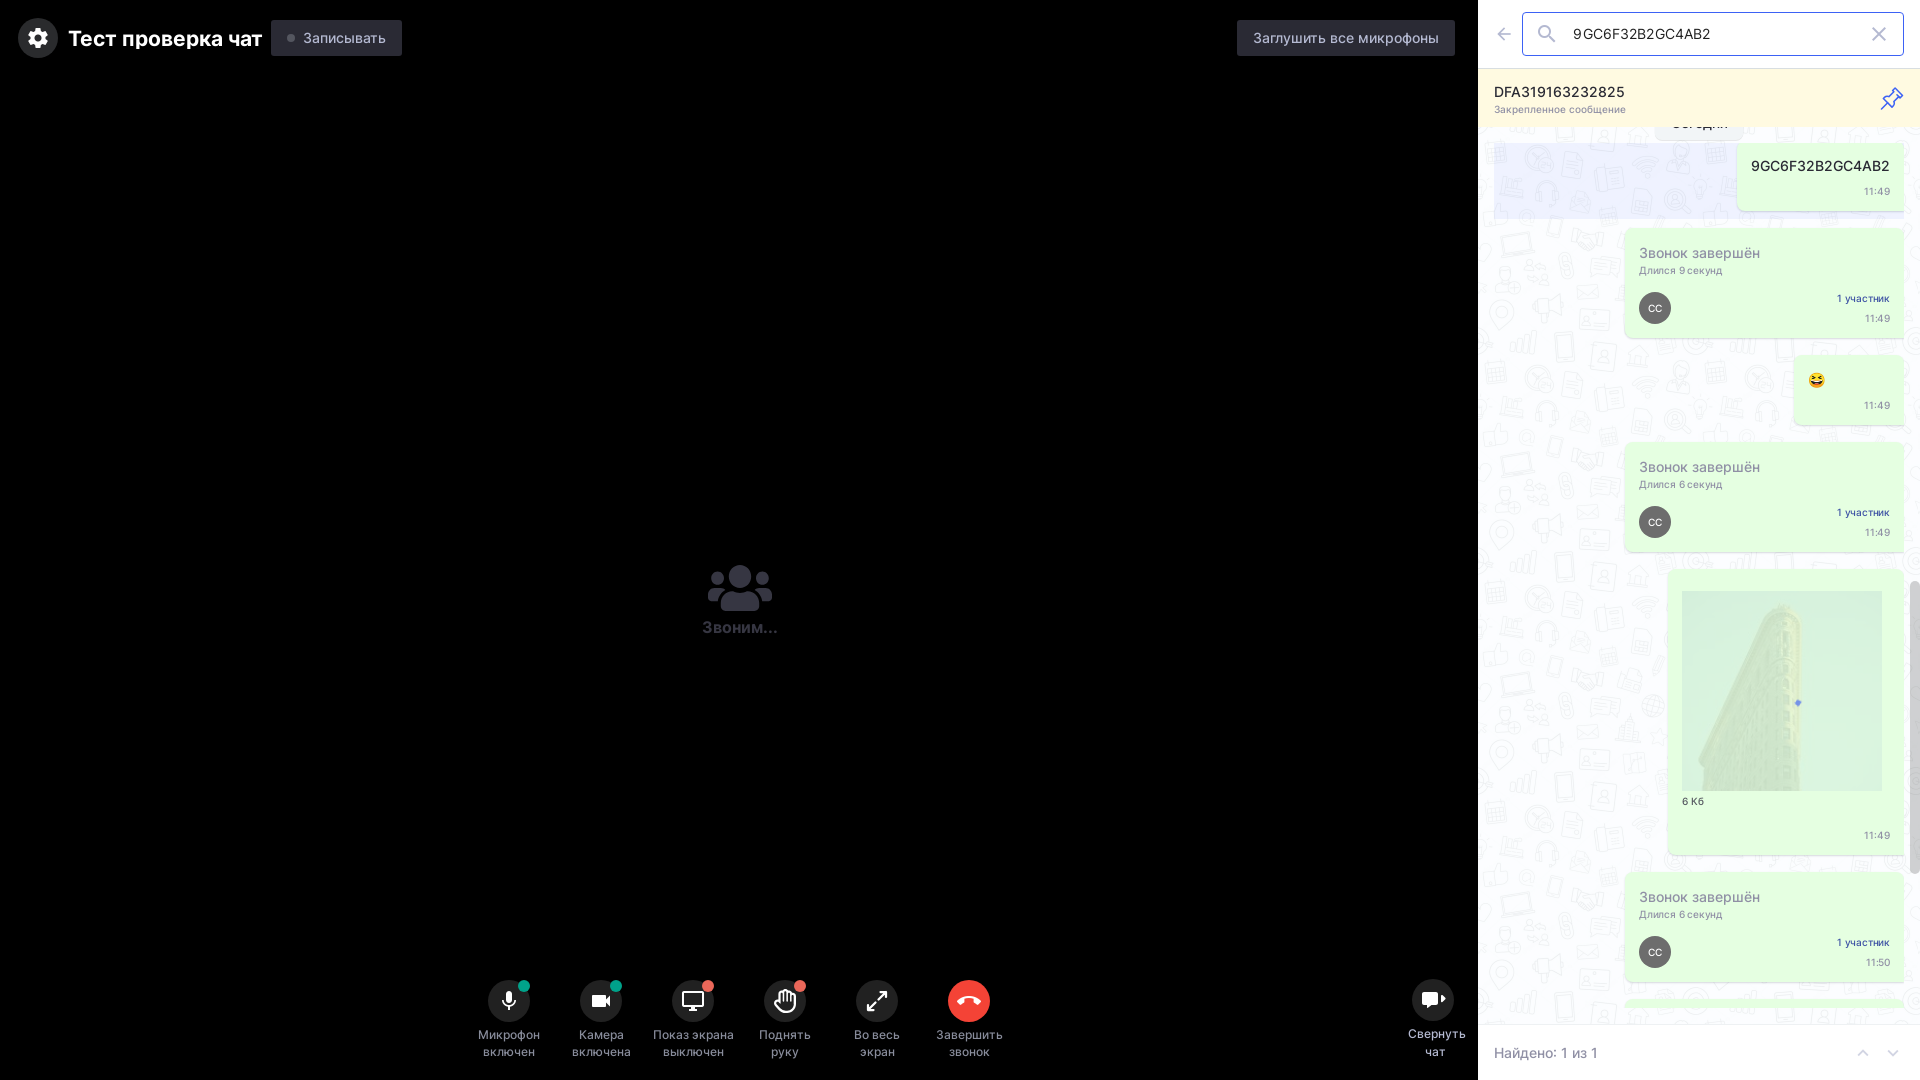 Тест проверка чат
Записывать
Заглушить все микрофоны
9GC6F32B2GC4AB2
DFA319163232825
Закрепленное сообщение
Сегодня
9GC6F32B2GC4AB2
11:49
Звонок завершён
Длился 9 секунд
CC
1 участник
11:49
11:49
Звонок завершён
Длился 6 секунд
CC
1 участник
11:49
6 Кб
11:49
Звонок завершён
Длился 6 секунд
CC
1 участник
11:50
Звоним...
Микрофон
включен
Камера
включена
Показ экрана
выключен
Поднять
руку
Во весь
экран
Завершить
звонок
Свернуть
чат
Найдено: 1 из 1